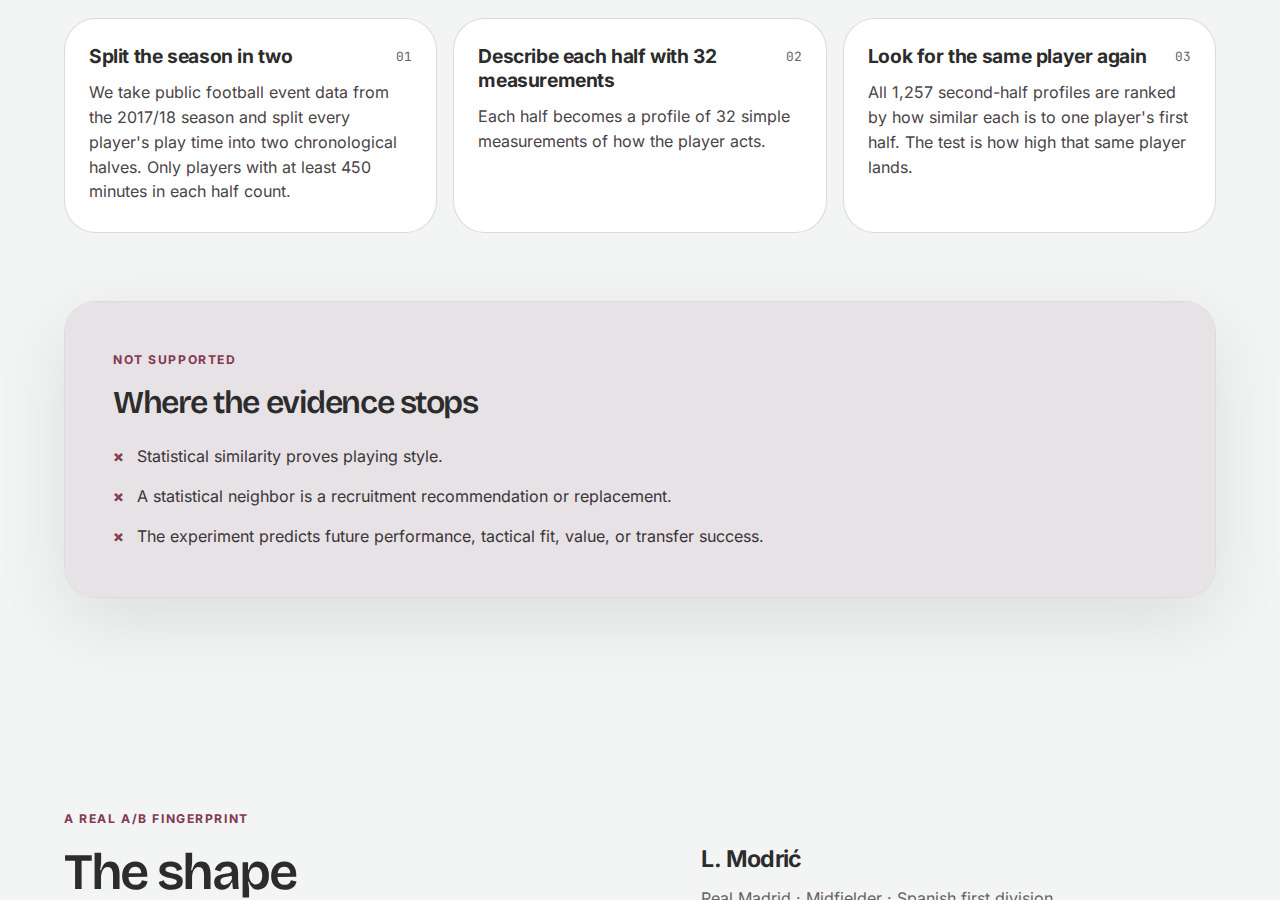 Split the season in two
01
We take public football event data from
the 2017/18 season and split every
player's play time into two chronological
halves. Only players with at least 450
minutes in each half count.
Describe each half with 32
measurements
02
Each half becomes a profile of 32 simple
measurements of how the player acts.
Look for the same player again
03
All 1,257 second-half profiles are ranked
by how similar each is to one player's first
half. The test is how high that same player
lands.
NOT SUPPORTED
Where the evidence stops
× Statistical similarity proves playing style.
× A statistical neighbor is a recruitment recommendation or replacement.
× The experiment predicts future performance, tactical fit, value, or transfer success.
A REAL A/B FINGERPRINT
The shape
L. Modrić
Real Madrid · Midfielder · Spanish first division